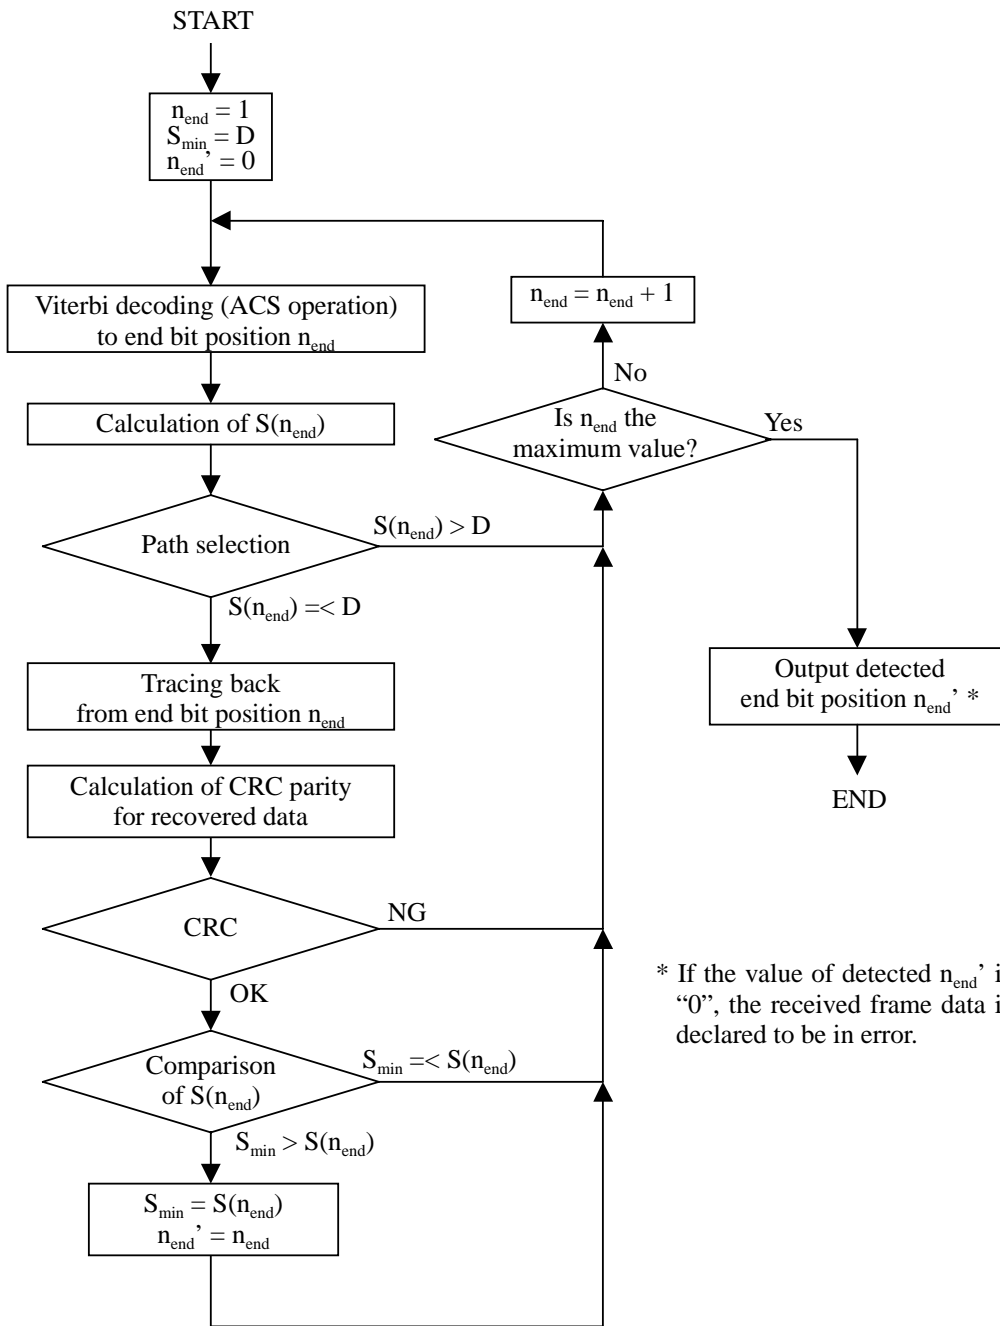 START
n_end = 1
S_min = D
n_end' = 0
Viterbi decoding (ACS operation)
to end bit position n_end
n_end = n_end + 1
No
Calculation of S(n_end)
Is n_end the
maximum value?
Yes
Path selection
S(n_end) > D
S(n_end) =< D
Tracing back
from end bit position n_end
Output detected
end bit position n_end' *
Calculation of CRC parity
for recovered data
END
CRC
NG
OK
* If the value of detected n_end' i
“0”, the received frame data i
declared to be in error.
Comparison
of S(n_end)
S_min =< S(n_end)
S_min > S(n_end)
S_min = S(n_end)
n_end' = n_end